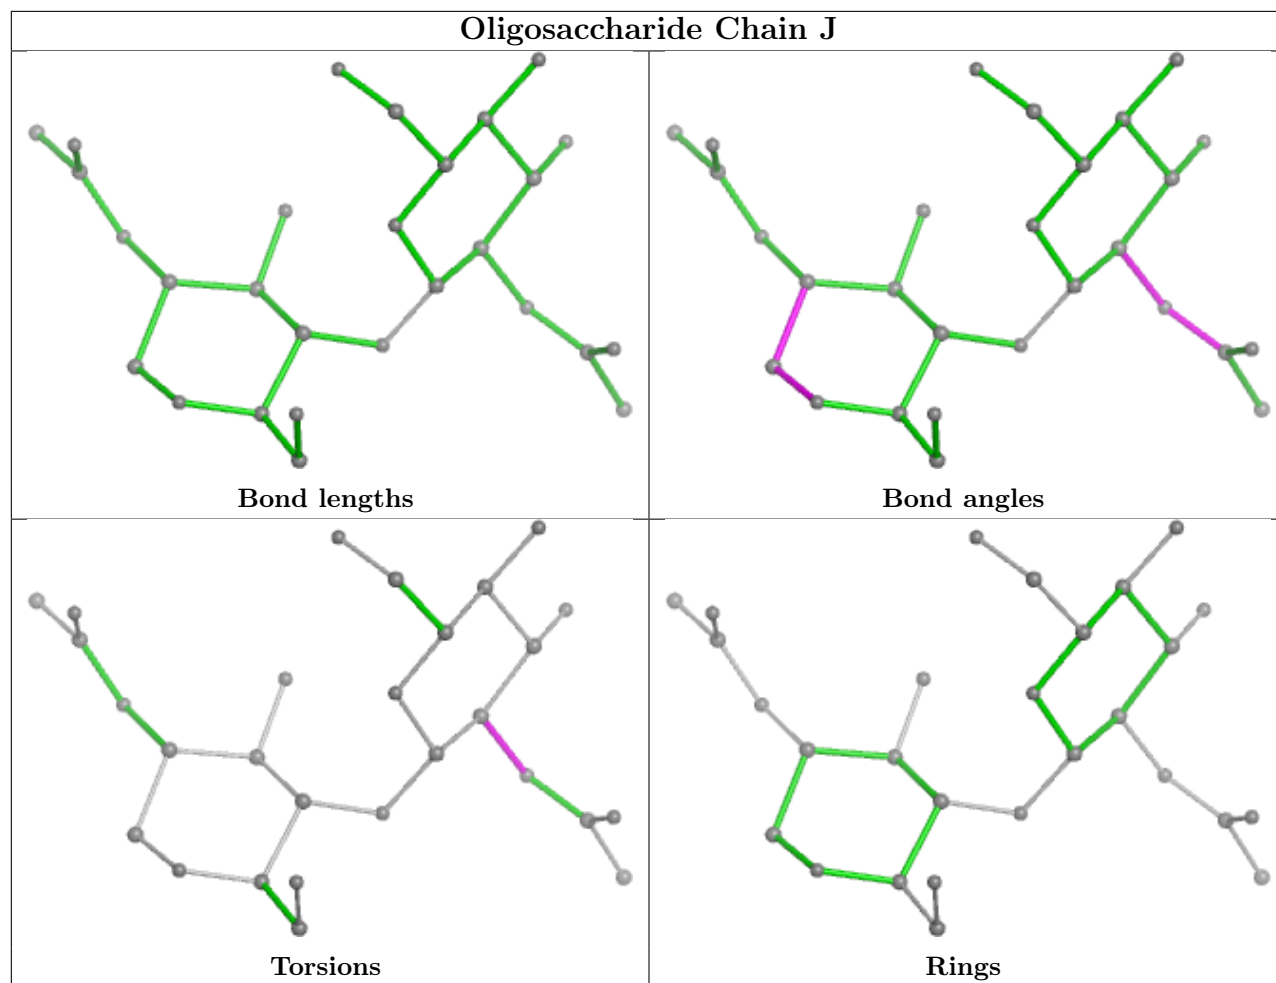 Oligosaccharide Chain J
Bond lengths
Bond angles
Torsions
Rings